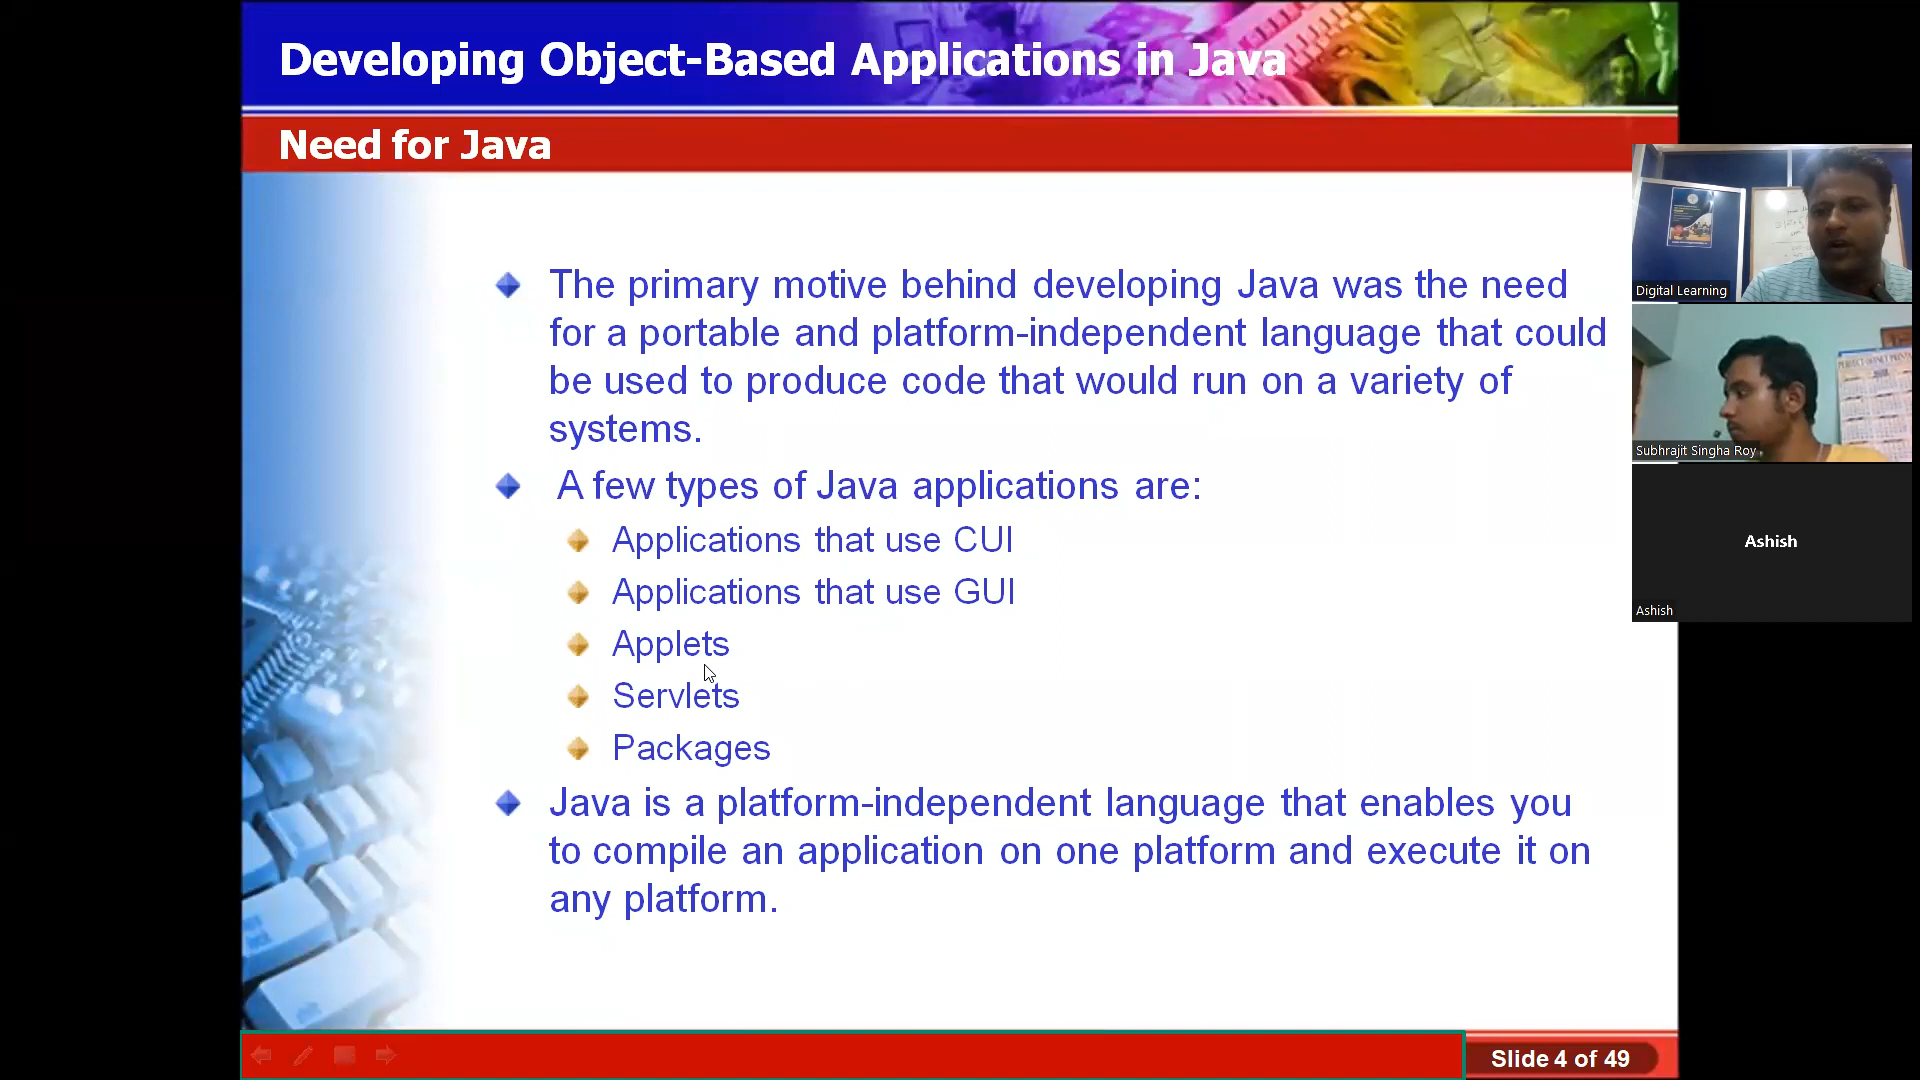 Developing Object-Based Applications in Java
Need for Java
The primary motive behind developing Java was the need
for a portable and platform-independent language that could
be used to produce code that would run on a variety of
systems.
A few types of Java applications are:
Applications that use CUI
Applications that use GUI
Applets
Servlets
Packages
Java is a platform-independent language that enables you
to compile an application on one platform and execute it on
any platform.
Slide 4 of 49
Digital Learning
Subhrajit Singha Roy
Ashish
Ashish